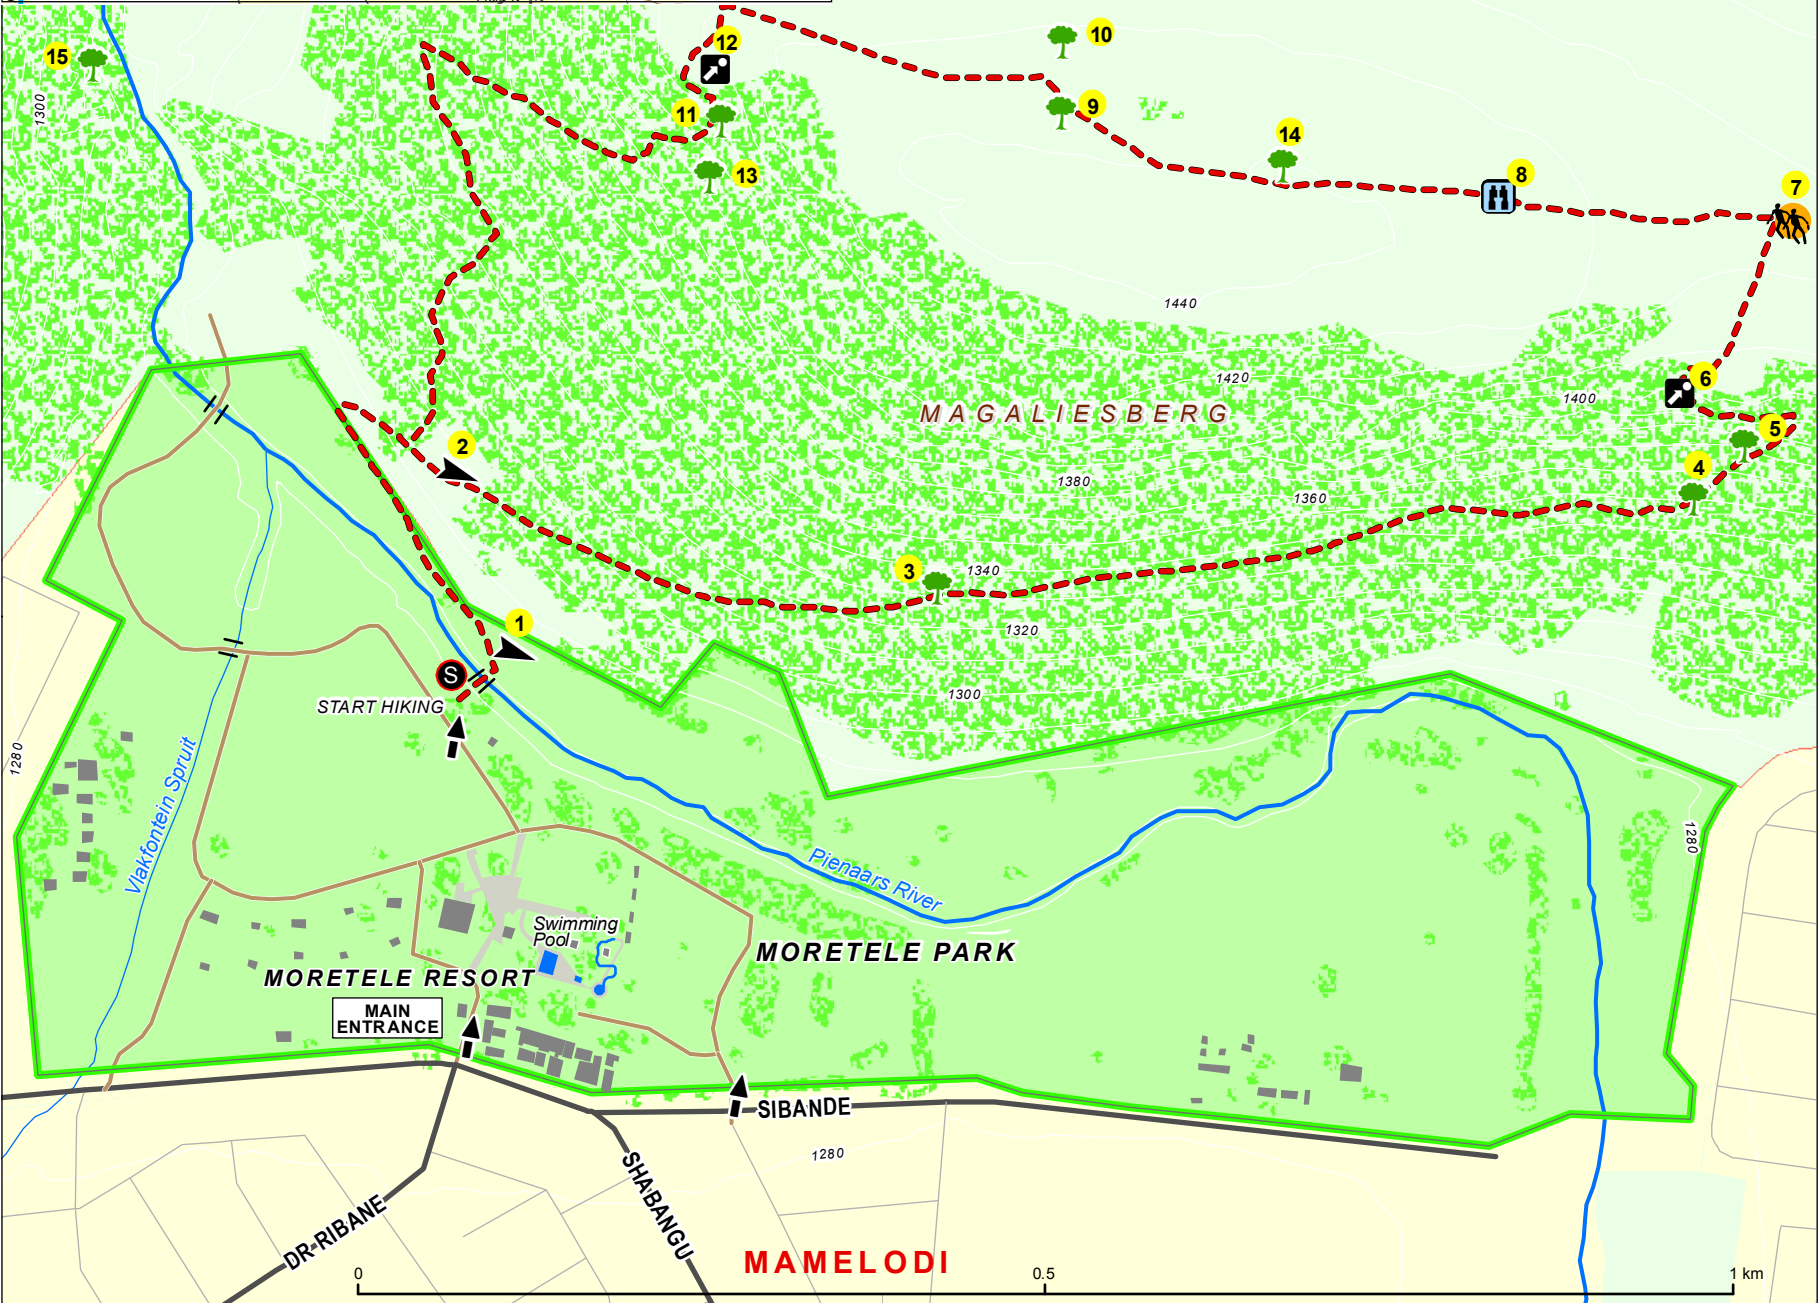 12
10
15
9
11
1300
14
13
8
7
1440
6
1420
1400
MAGALIESBERG
5
2
4
1380
1360
3
1340
1
1320
S
1300
START HIKING
1280
Vlakfontein Spruit
1280
Pienaars River
Swimming
Pool
MORETELE PARK
MORETELE RESORT
MAIN
ENTRANCE
SIBANDE
1280
SHABANGU
DR RIBANE
MAMELODI
0
0.5
1 km